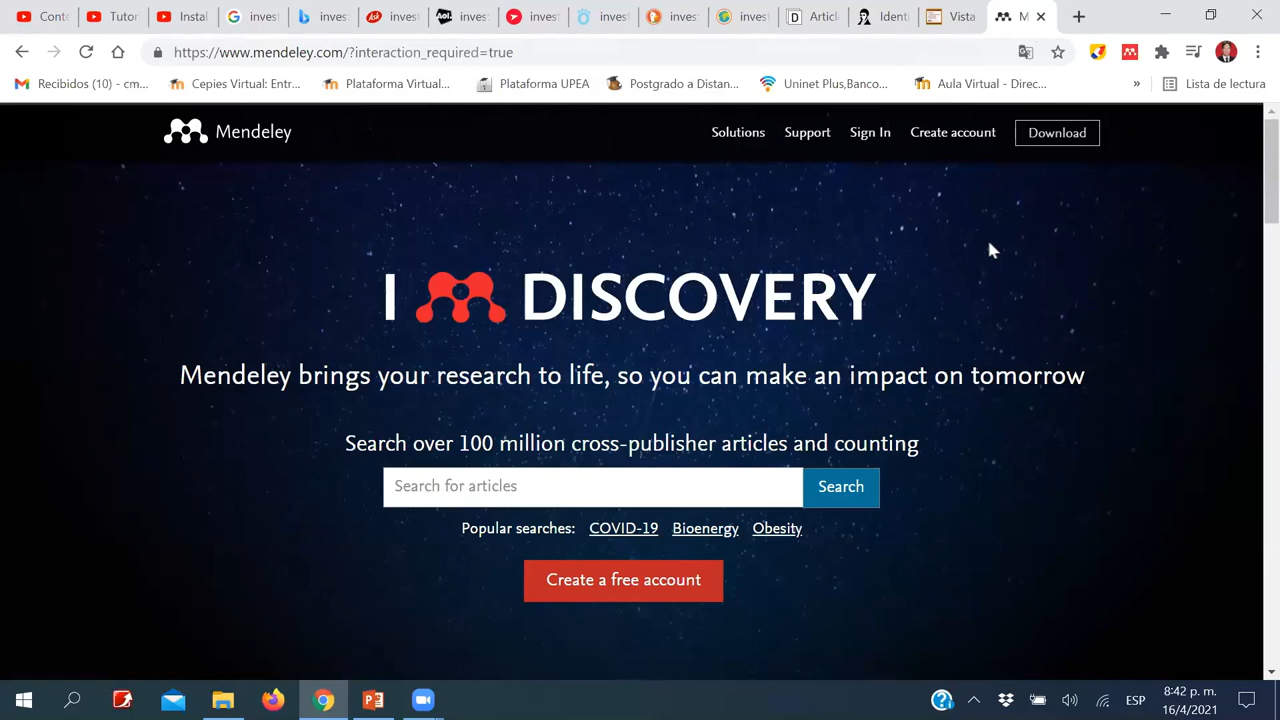 Conte
Tutor
Instal
inves
inves
Ask
inves
Aol.
inves
inves
inves
inves
inves
D
Artic
Identi
Vista
M
https://www.mendeley.com/?interaction_required=true
Recibidos (10) - cm...
Cepies Virtual: Entr...
Plataforma Virtual...
Plataforma UPEA
Postgrado a Distan...
Uninet Plus,Banco...
Aula Virtual - Direc...
»
Lista de lectura
Mendeley
Solutions
Support
Sign In
Create account
Download
I DISCOVERY
Mendeley brings your research to life, so you can make an impact on tomorrow
Search over 100 million cross-publisher articles and counting
Search for articles
Search
Popular searches: COVID-19 Bioenergy Obesity
Create a free account
ESP
8:42 p. m.
16/4/2021